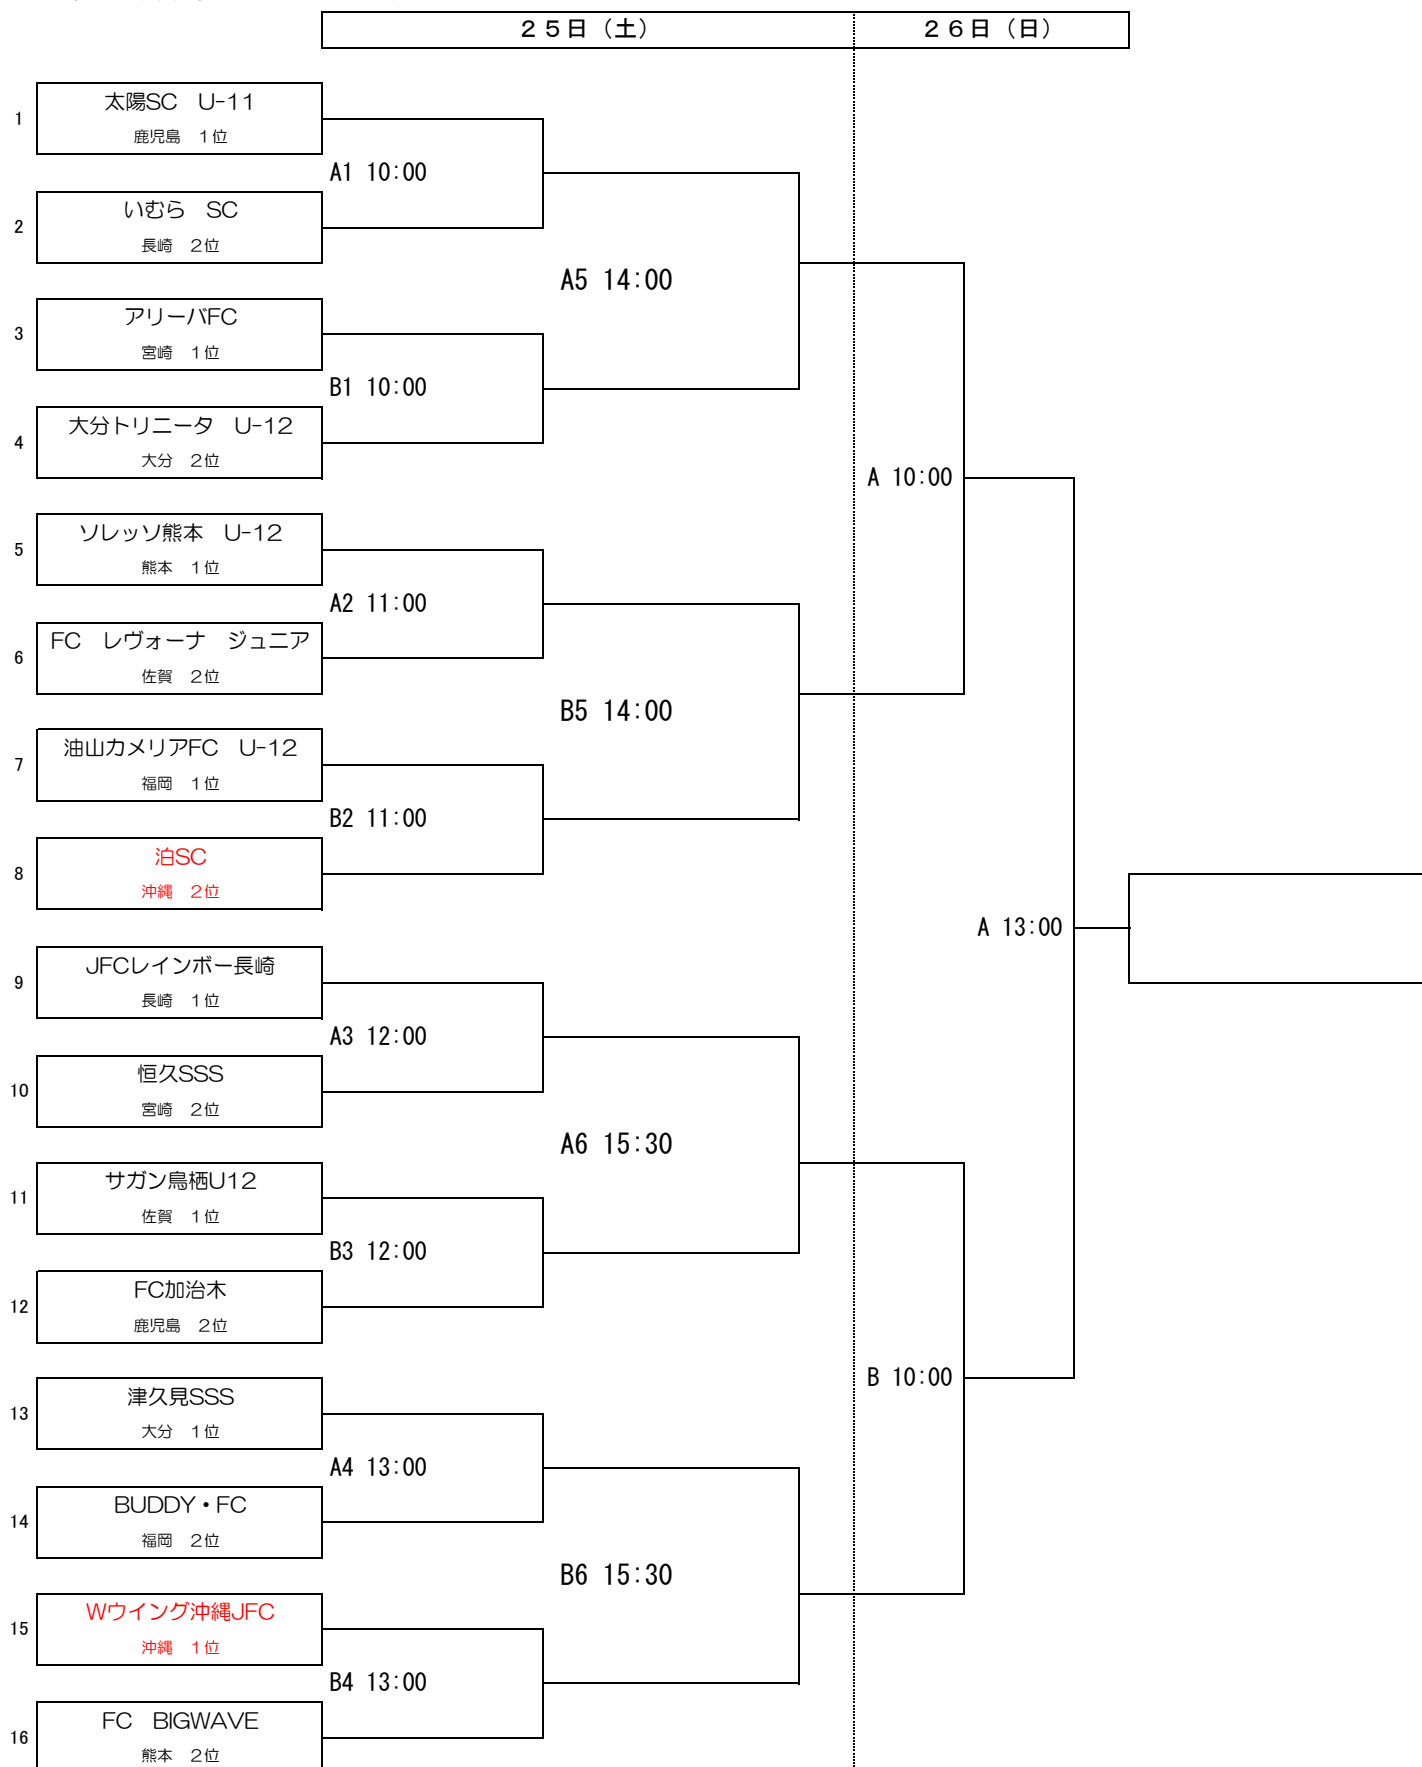 ２５日（土）　２６日（日）
1
太陽SC　U-11
鹿児島　１位
A1 10:00
2
いむら　SC
長崎　２位
A5 14:00
3
アリーバFC
宮崎　１位
B1 10:00
4
大分トリニータ　U-12
大分　２位
A 10:00
5
ソレッソ熊本　U-12
熊本　１位
A2 11:00
6
FC　レヴォーナ　ジュニア
佐賀　２位
B5 14:00
7
油山カメリアFC　U-12
福岡　１位
B2 11:00
8
泊SC
沖縄　２位
A 13:00
9
JFCレインボー長崎
長崎　１位
A3 12:00
10
恒久SSS
宮崎　２位
A6 15:30
11
サガン鳥栖U12
佐賀　１位
B3 12:00
12
FC加治木
鹿児島　２位
B 10:00
13
津久見SSS
大分　１位
A4 13:00
14
BUDDY・FC
福岡　２位
B6 15:30
15
Wウイング沖縄JFC
沖縄　１位
B4 13:00
16
FC　BIGWAVE
熊本　２位